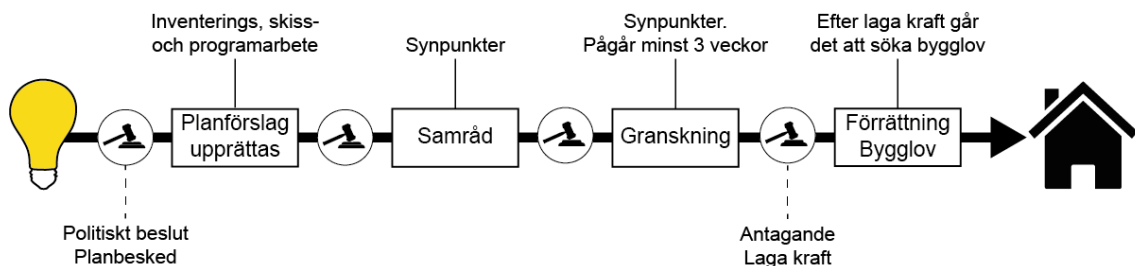 Inventerings, skiss-
och programarbete
Synpunkter
Synpunkter.
Pågår minst 3 veckor
Efter laga kraft går
det att söka bygglov
Planförslag
upprättas
Samråd
Granskning
Förrättning
Bygglov
Politiskt beslut
Planbesked
Antagande
Laga kraft